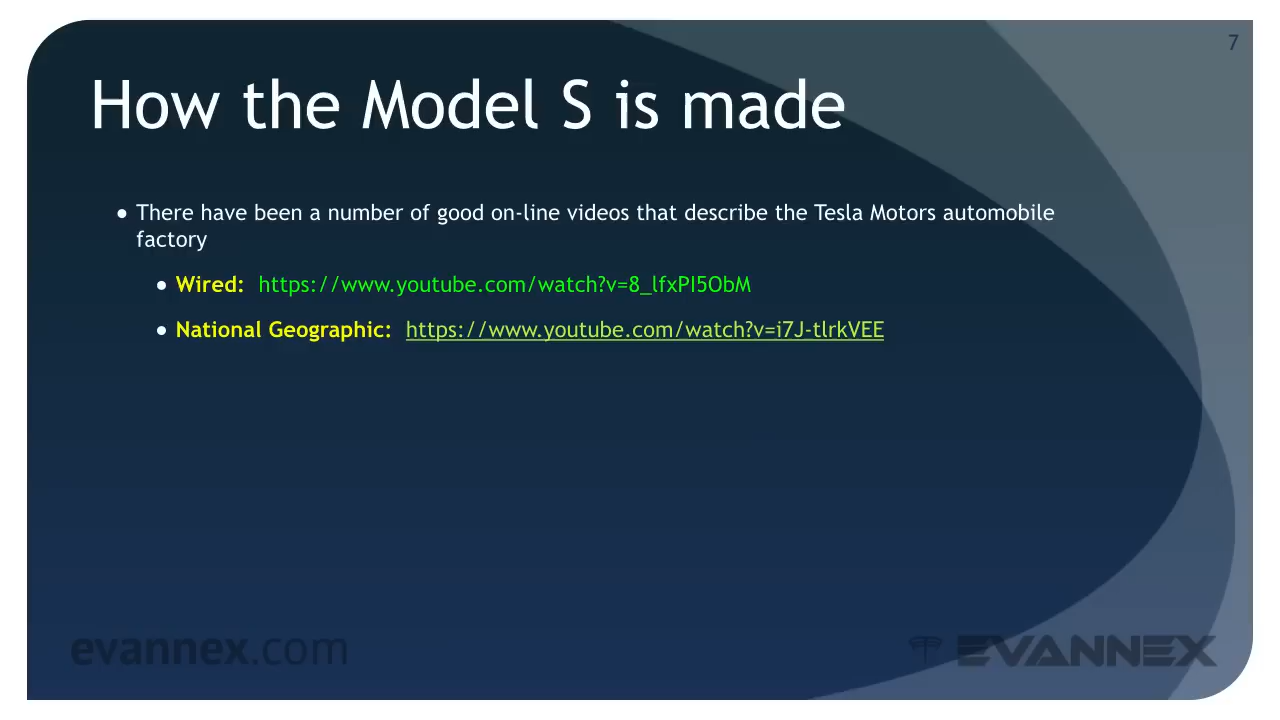 7
How the Model S is made
• There have been a number of good on-line videos that describe the Tesla Motors automobile
factory
• Wired: https://www.youtube.com/watch?v=8_lfxPI5ObM
• National Geographic: https://www.youtube.com/watch?v=i7J-tlrkVEE
evannex.com
EVANNEX